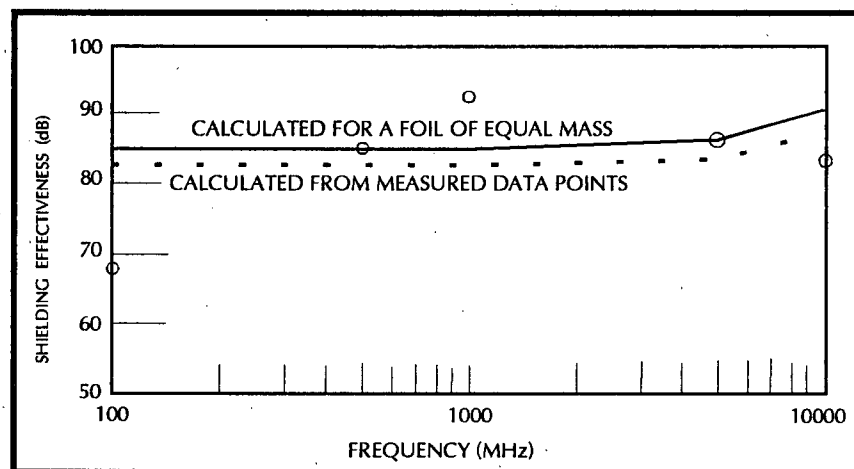 100
90
80
70
60
50
SHIELDING EFFECTIVENESS (dB)
CALCULATED FOR A FOIL OF EQUAL MASS
CALCULATED FROM MEASURED DATA POINTS
100
1000
10000
FREQUENCY (MHz)